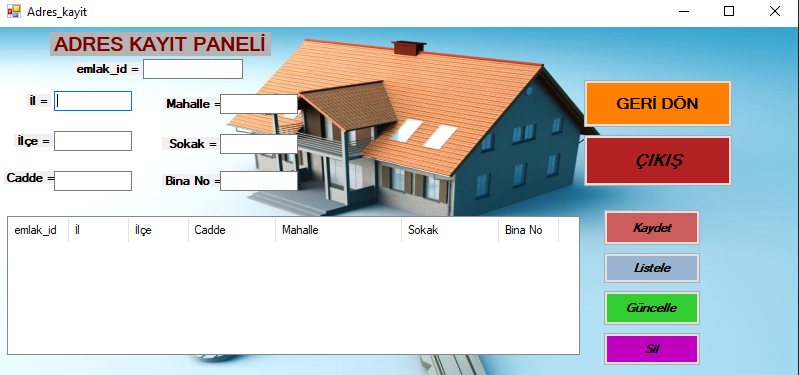 Adres_kayit
ADRES KAYIT PANELİ
emlak_id =
İl =
Mahalle =
İlçe =
Sokak =
Cadde =
Bina No =
GERİ DÖN
ÇIKIŞ
emlak_id İl İlçe Cadde Mahalle Sokak Bina No
Kaydet
Listele
Güncelle
Sil